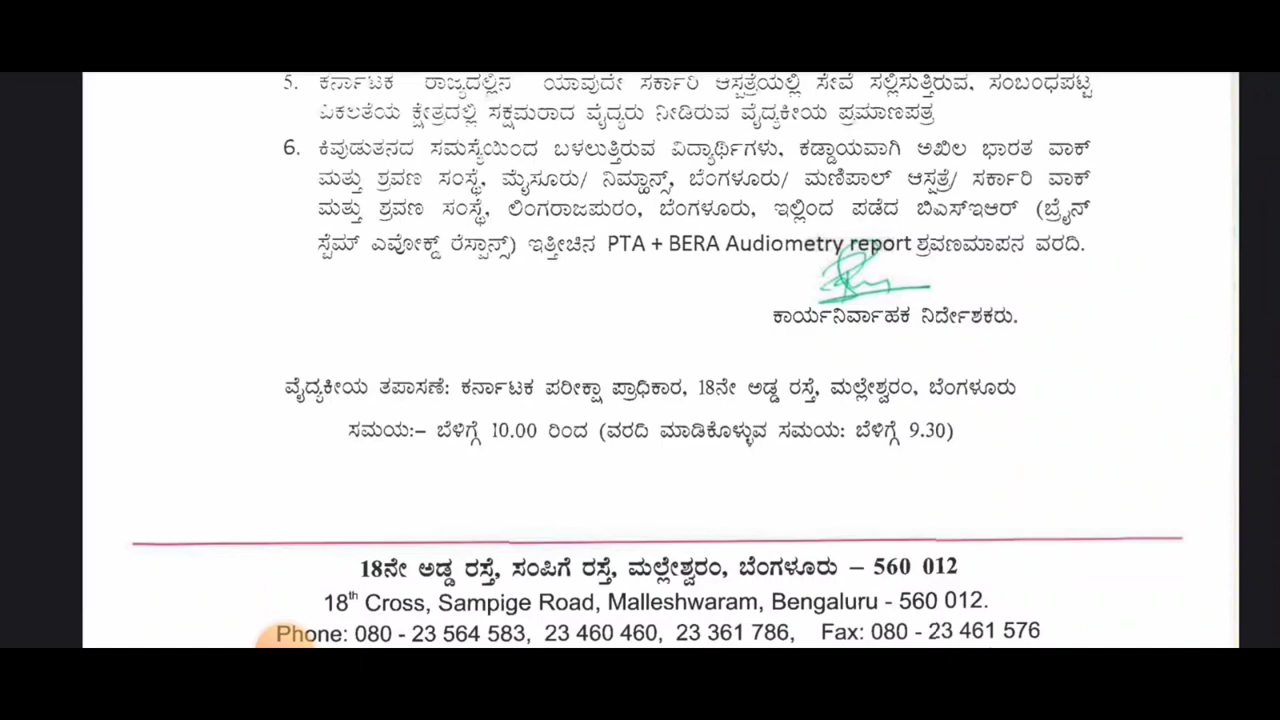 5. ಕರ್ನಾಟಕ ರಾಜ್ಯದಲ್ಲಿನ ಯಾವುದೇ ಸರ್ಕಾರಿ ಆಸ್ಪತ್ರೆಯಲ್ಲಿ ಸೇವೆ ಸಲ್ಲಿಸುತ್ತಿರುವ, ಸಂಬಂಧಪಟ್ಟ
ವಿಕಲತೆಯ ಕ್ಷೇತ್ರದಲ್ಲಿ ಸಕ್ಷಮರಾದ ವೈದ್ಯರು ನೀಡಿರುವ ವೈದ್ಯಕೀಯ ಪ್ರಮಾಣಪತ್ರ
6. ಕಿವುಡುತನದ ಸಮಸ್ಯೆಯಿಂದ ಬಳಲುತ್ತಿರುವ ವಿದ್ಯಾರ್ಥಿಗಳು, ಕಡ್ಡಾಯವಾಗಿ ಅಖಿಲ ಭಾರತ ವಾಕ್
ಮತ್ತು ಶ್ರವಣ ಸಂಸ್ಥೆ, ಮೈಸೂರು/ ನಿಮ್ಹಾನ್ಸ್, ಬೆಂಗಳೂರು/ ಮಣಿಪಾಲ್ ಆಸ್ಪತ್ರೆ/ ಸರ್ಕಾರಿ ವಾಕ್
ಮತ್ತು ಶ್ರವಣ ಸಂಸ್ಥೆ, ಲಿಂಗರಾಜಪುರಂ, ಬೆಂಗಳೂರು, ಇಲ್ಲಿಂದ ಪಡೆದ ಬಿಎಸ್ಇಆರ್ (ಬ್ರೈನ್
ಸ್ಟೆಮ್ ಎವೋಕ್ಡ್ ರೆಸ್ಪಾನ್ಸ್) ಇತ್ತೀಚಿನ PTA + BERA Audiometry report ಶ್ರವಣಮಾಪನ ವರದಿ.
ಕಾರ್ಯನಿರ್ವಾಹಕ ನಿರ್ದೇಶಕರು.
ವೈದ್ಯಕೀಯ ತಪಾಸಣೆ: ಕರ್ನಾಟಕ ಪರೀಕ್ಷಾ ಪ್ರಾಧಿಕಾರ, 18ನೇ ಅಡ್ಡ ರಸ್ತೆ, ಮಲ್ಲೇಶ್ವರಂ, ಬೆಂಗಳೂರು
ಸಮಯ:– ಬೆಳಿಗ್ಗೆ 10.00 ರಿಂದ (ವರದಿ ಮಾಡಿಕೊಳ್ಳುವ ಸಮಯ: ಬೆಳಿಗ್ಗೆ 9.30)
18ನೇ ಅಡ್ಡ ರಸ್ತೆ, ಸಂಪಿಗೆ ರಸ್ತೆ, ಮಲ್ಲೇಶ್ವರಂ, ಬೆಂಗಳೂರು – 560 012
18th Cross, Sampige Road, Malleshwaram, Bengaluru - 560 012.
Phone: 080 - 23 564 583, 23 460 460, 23 361 786, Fax: 080 - 23 461 576